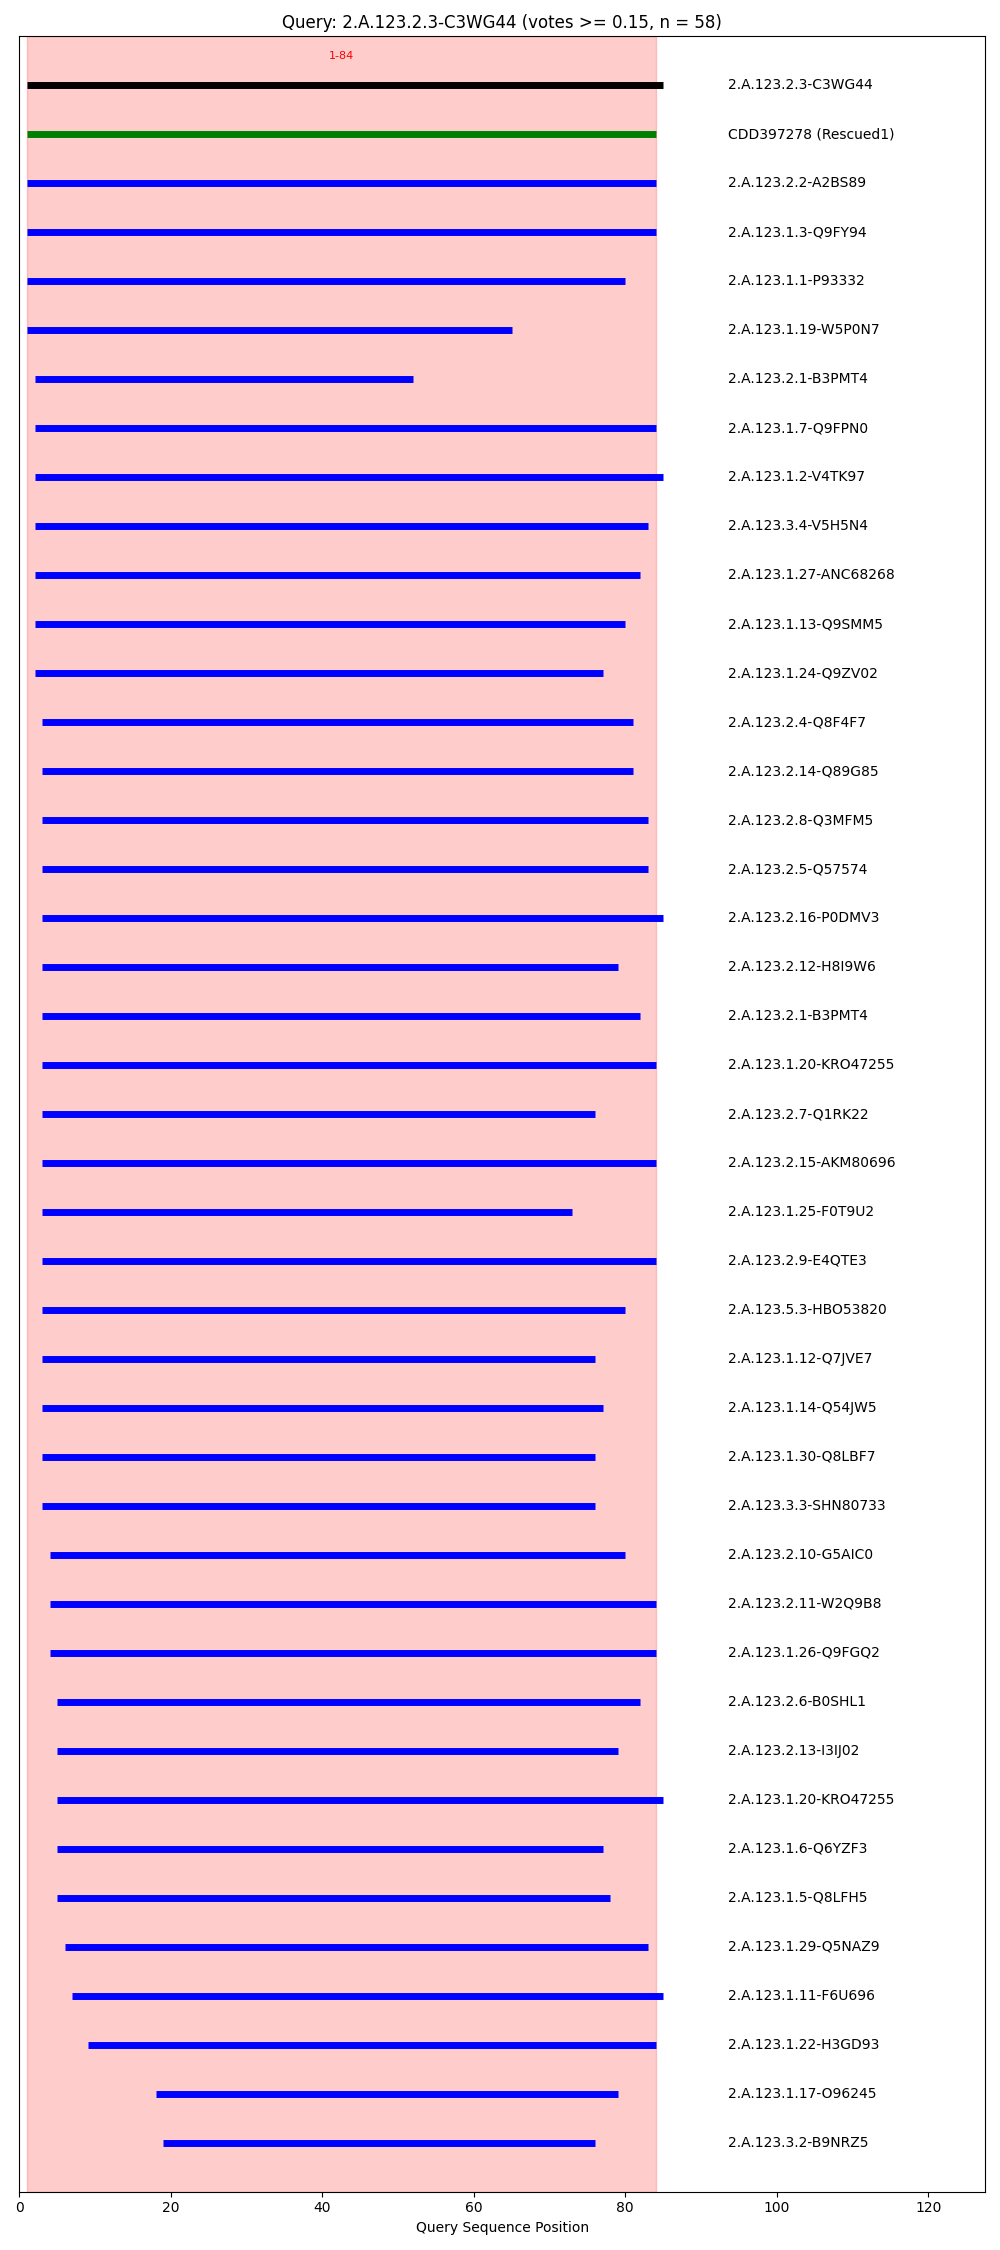 Query: 2.A.123.2.3-C3WG44 (votes >= 0.15, n = 58)
1-84
2.A.123.2.3-C3WG44
CDD397278 (Rescued1)
2.A.123.2.2-A2BS89
2.A.123.1.3-Q9FY94
2.A.123.1.1-P93332
2.A.123.1.19-W5P0N7
2.A.123.2.1-B3PMT4
2.A.123.1.7-Q9FPN0
2.A.123.1.2-V4TK97
2.A.123.3.4-V5H5N4
2.A.123.1.27-ANC68268
2.A.123.1.13-Q9SMM5
2.A.123.1.24-Q9ZV02
2.A.123.2.4-Q8F4F7
2.A.123.2.14-Q89G85
2.A.123.2.8-Q3MFM5
2.A.123.2.5-Q57574
2.A.123.2.16-P0DMV3
2.A.123.2.12-H8I9W6
2.A.123.2.1-B3PMT4
2.A.123.1.20-KRO47255
2.A.123.2.7-Q1RK22
2.A.123.2.15-AKM80696
2.A.123.1.25-F0T9U2
2.A.123.2.9-E4QTE3
2.A.123.5.3-HBO53820
2.A.123.1.12-Q7JVE7
2.A.123.1.14-Q54JW5
2.A.123.1.30-Q8LBF7
2.A.123.3.3-SHN80733
2.A.123.2.10-G5AIC0
2.A.123.2.11-W2Q9B8
2.A.123.1.26-Q9FGQ2
2.A.123.2.6-B0SHL1
2.A.123.2.13-I3IJ02
2.A.123.1.20-KRO47255
2.A.123.1.6-Q6YZF3
2.A.123.1.5-Q8LFH5
2.A.123.1.29-Q5NAZ9
2.A.123.1.11-F6U696
2.A.123.1.22-H3GD93
2.A.123.1.17-O96245
2.A.123.3.2-B9NRZ5
0 20 40 60 80 100 120
Query Sequence Position